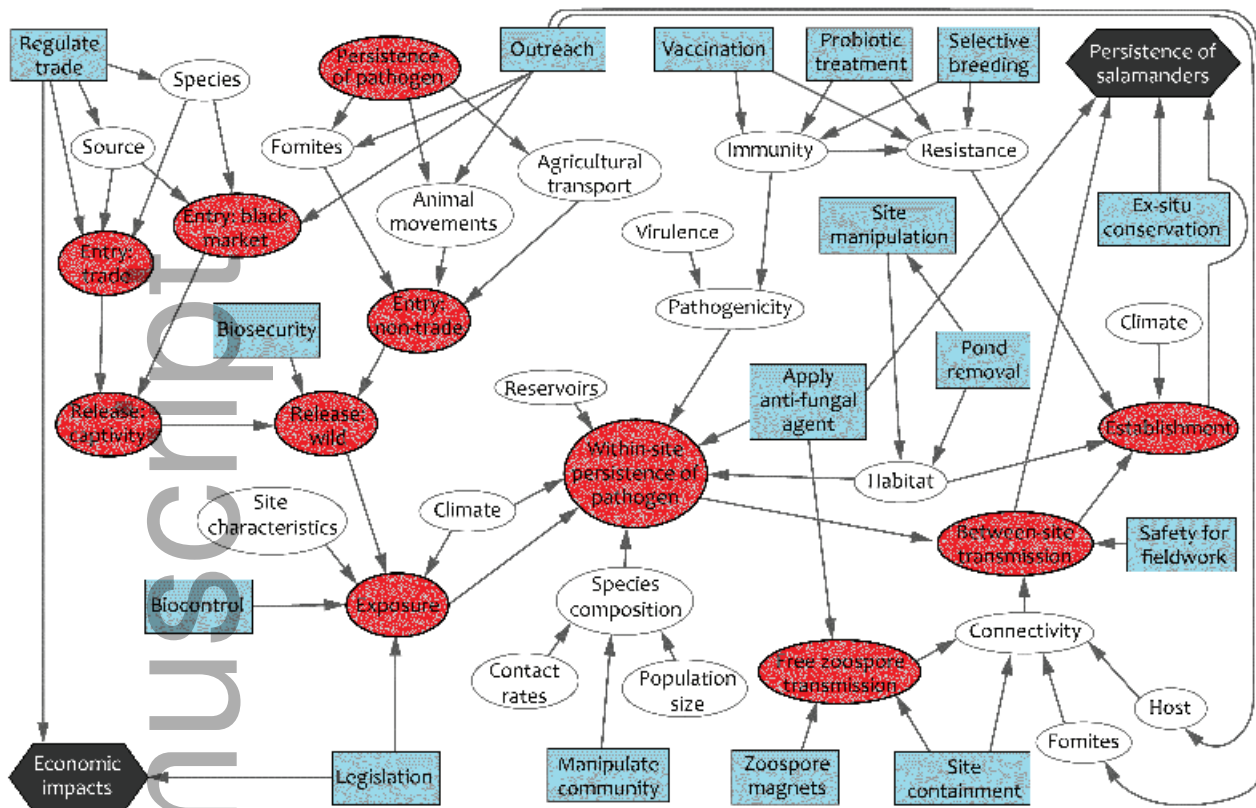 Regulate
trade
Outreach
Vaccination
Probiotic
treatment
Selective
breeding
Persistence of
salamanders
Species
Persistence
of pathogen
Source
Fomites
Agricultural
transport
Immunity
Resistance
Animal
movements
Entry: black
market
Virulence
Site
manipulation
Ex-situ
conservation
Entry:
trade
Entry:
non-trade
Pathogenicity
Climate
Biosecurity
Pond
removal
Reservoirs
Apply
anti-fungal
agent
Release:
captivity
Release:
wild
Within-site
persistence of
pathogen
Establishment
Habitat
Site
characteristics
Climate
Between-site
transmission
Safety for
fieldwork
Biocontrol
Exposure
Species
composition
Connectivity
Contact
rates
Population
size
Free zoospore
transmission
Host
Fomites
Economic
impacts
Legislation
Manipulate
community
Zoospore
magnets
Site
containment
nuscript